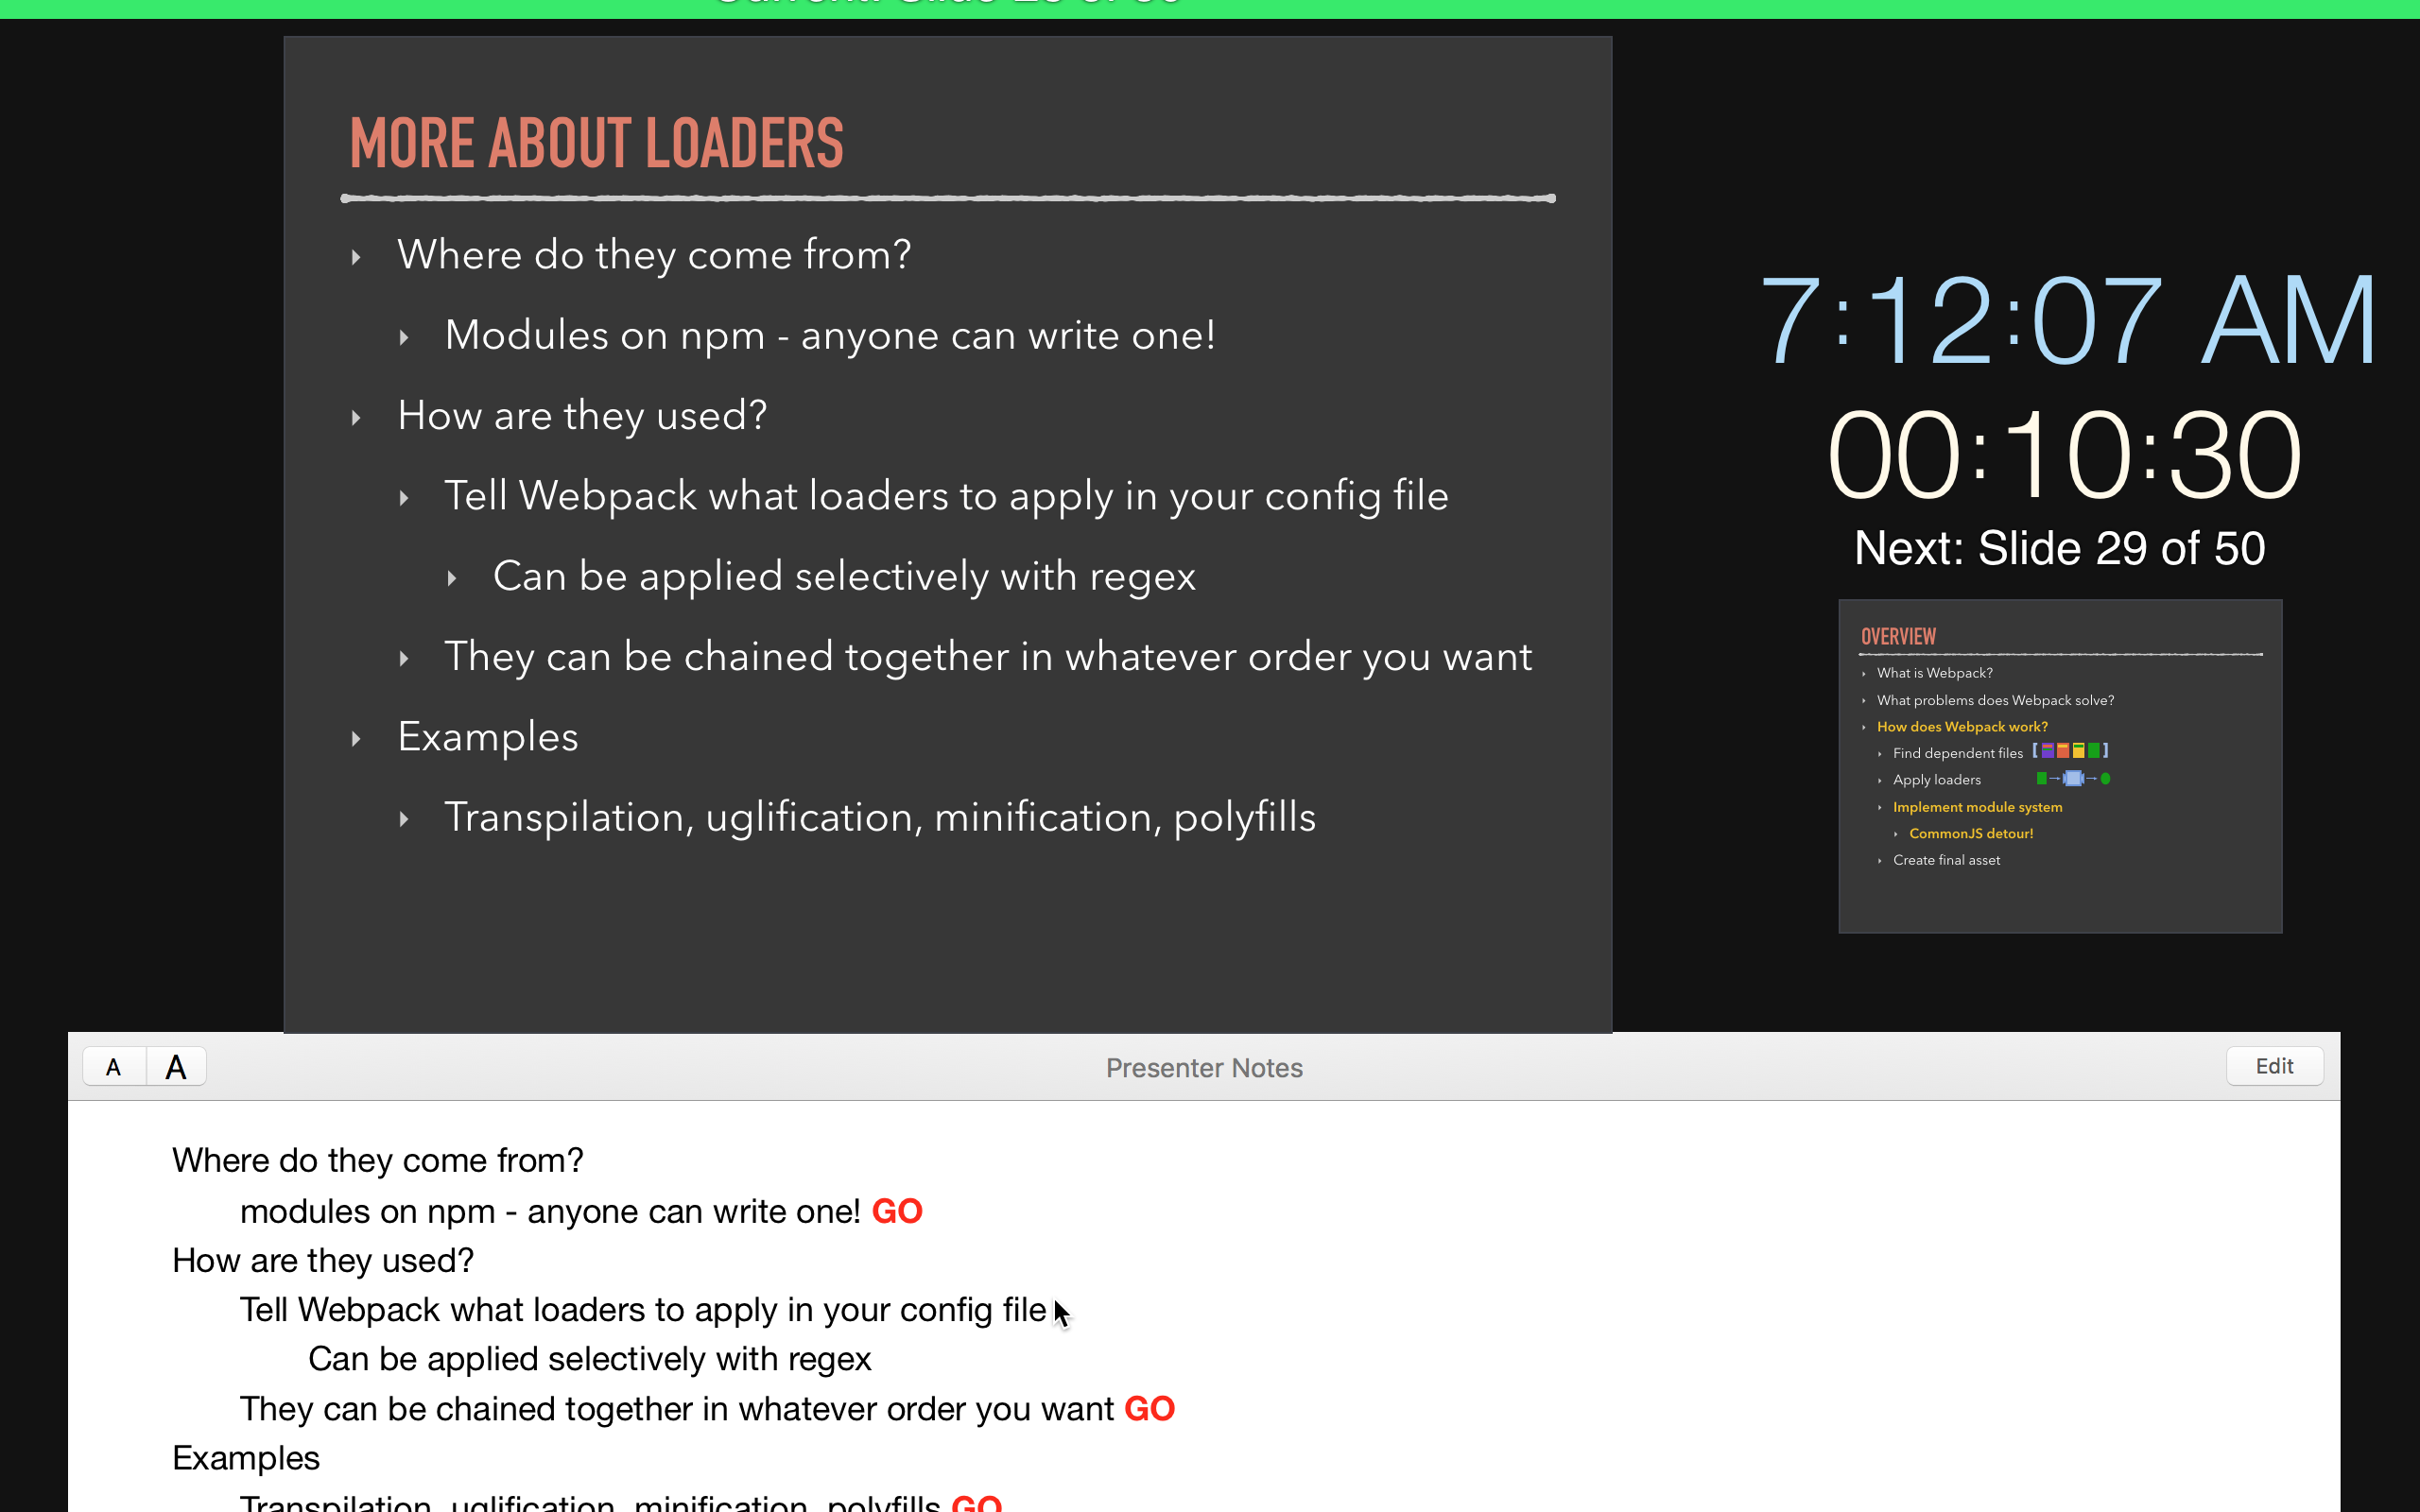 MORE ABOUT LOADERS
Where do they come from?
Modules on npm - anyone can write one!
How are they used?
Tell Webpack what loaders to apply in your config file
Can be applied selectively with regex
They can be chained together in whatever order you want
Examples
Transpilation, uglification, minification, polyfills
7:12:07 AM
00:10:30
Next: Slide 29 of 50
OVERVIEW
What is Webpack?
What problems does Webpack solve?
How does Webpack work?
Find dependent files
Apply loaders
Implement module system
CommonJS detour!
Create final asset
A A
Presenter Notes
Edit
Where do they come from?
modules on npm - anyone can write one! GO
How are they used?
Tell Webpack what loaders to apply in your config file
Can be applied selectively with regex
They can be chained together in whatever order you want GO
Examples
Transpilation, uglification, minification, polyfills GO